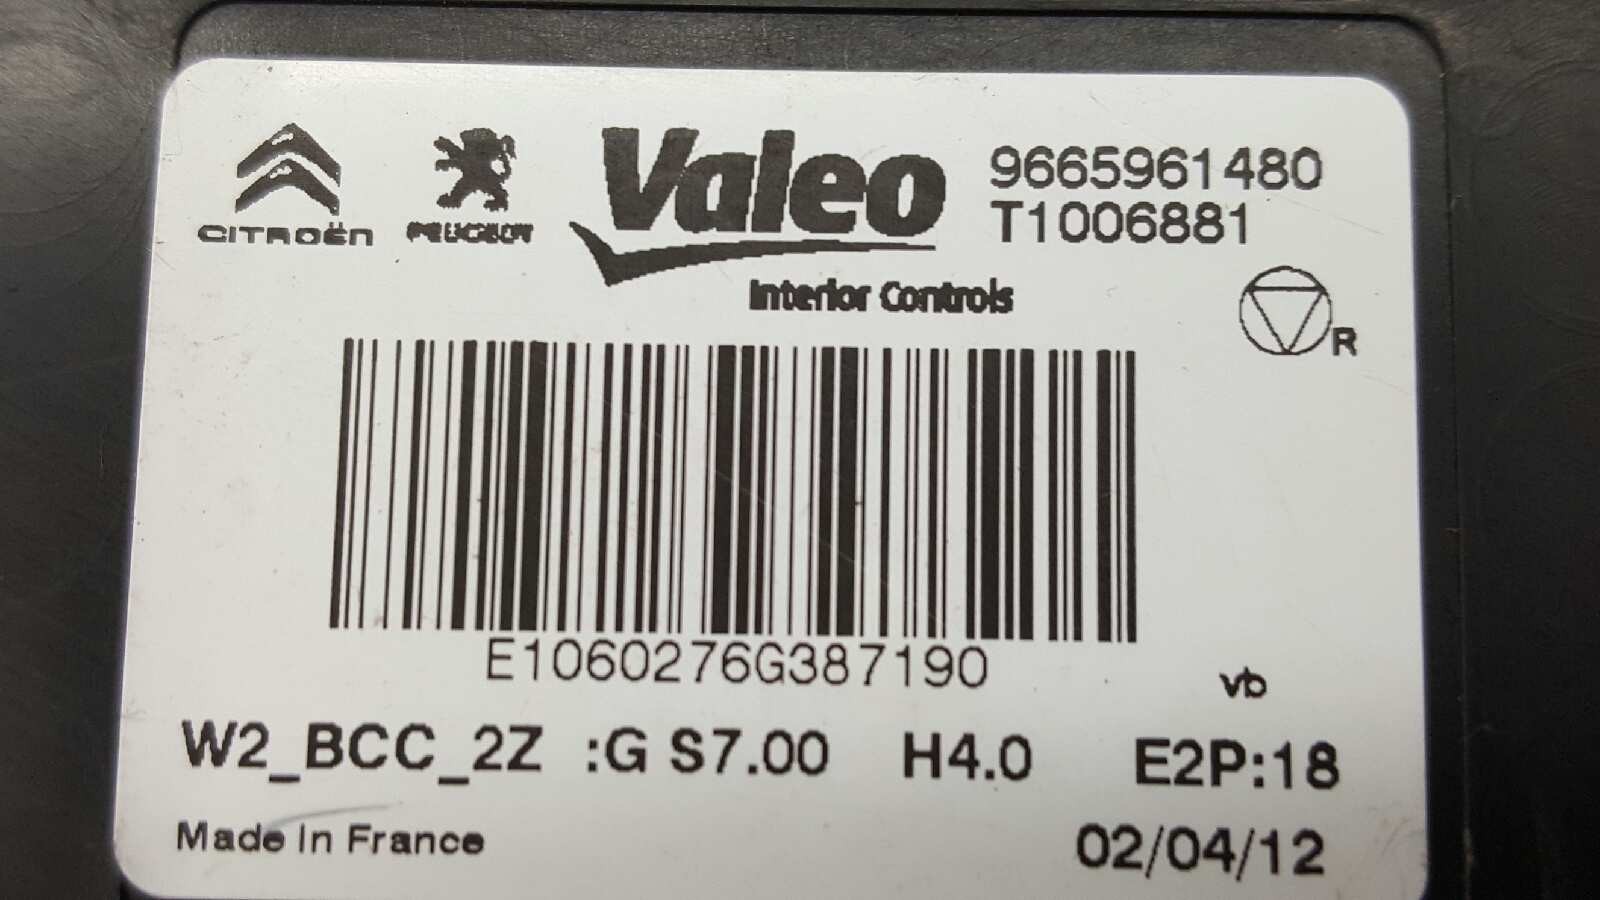 CITROËN PEUGEOT Valeo 9665961480
T1006881
Interior Controls
R
E1060276G387190
vb
W2_BCC_2Z :G S7.00 H4.0 E2P:18
Made in France 02/04/12